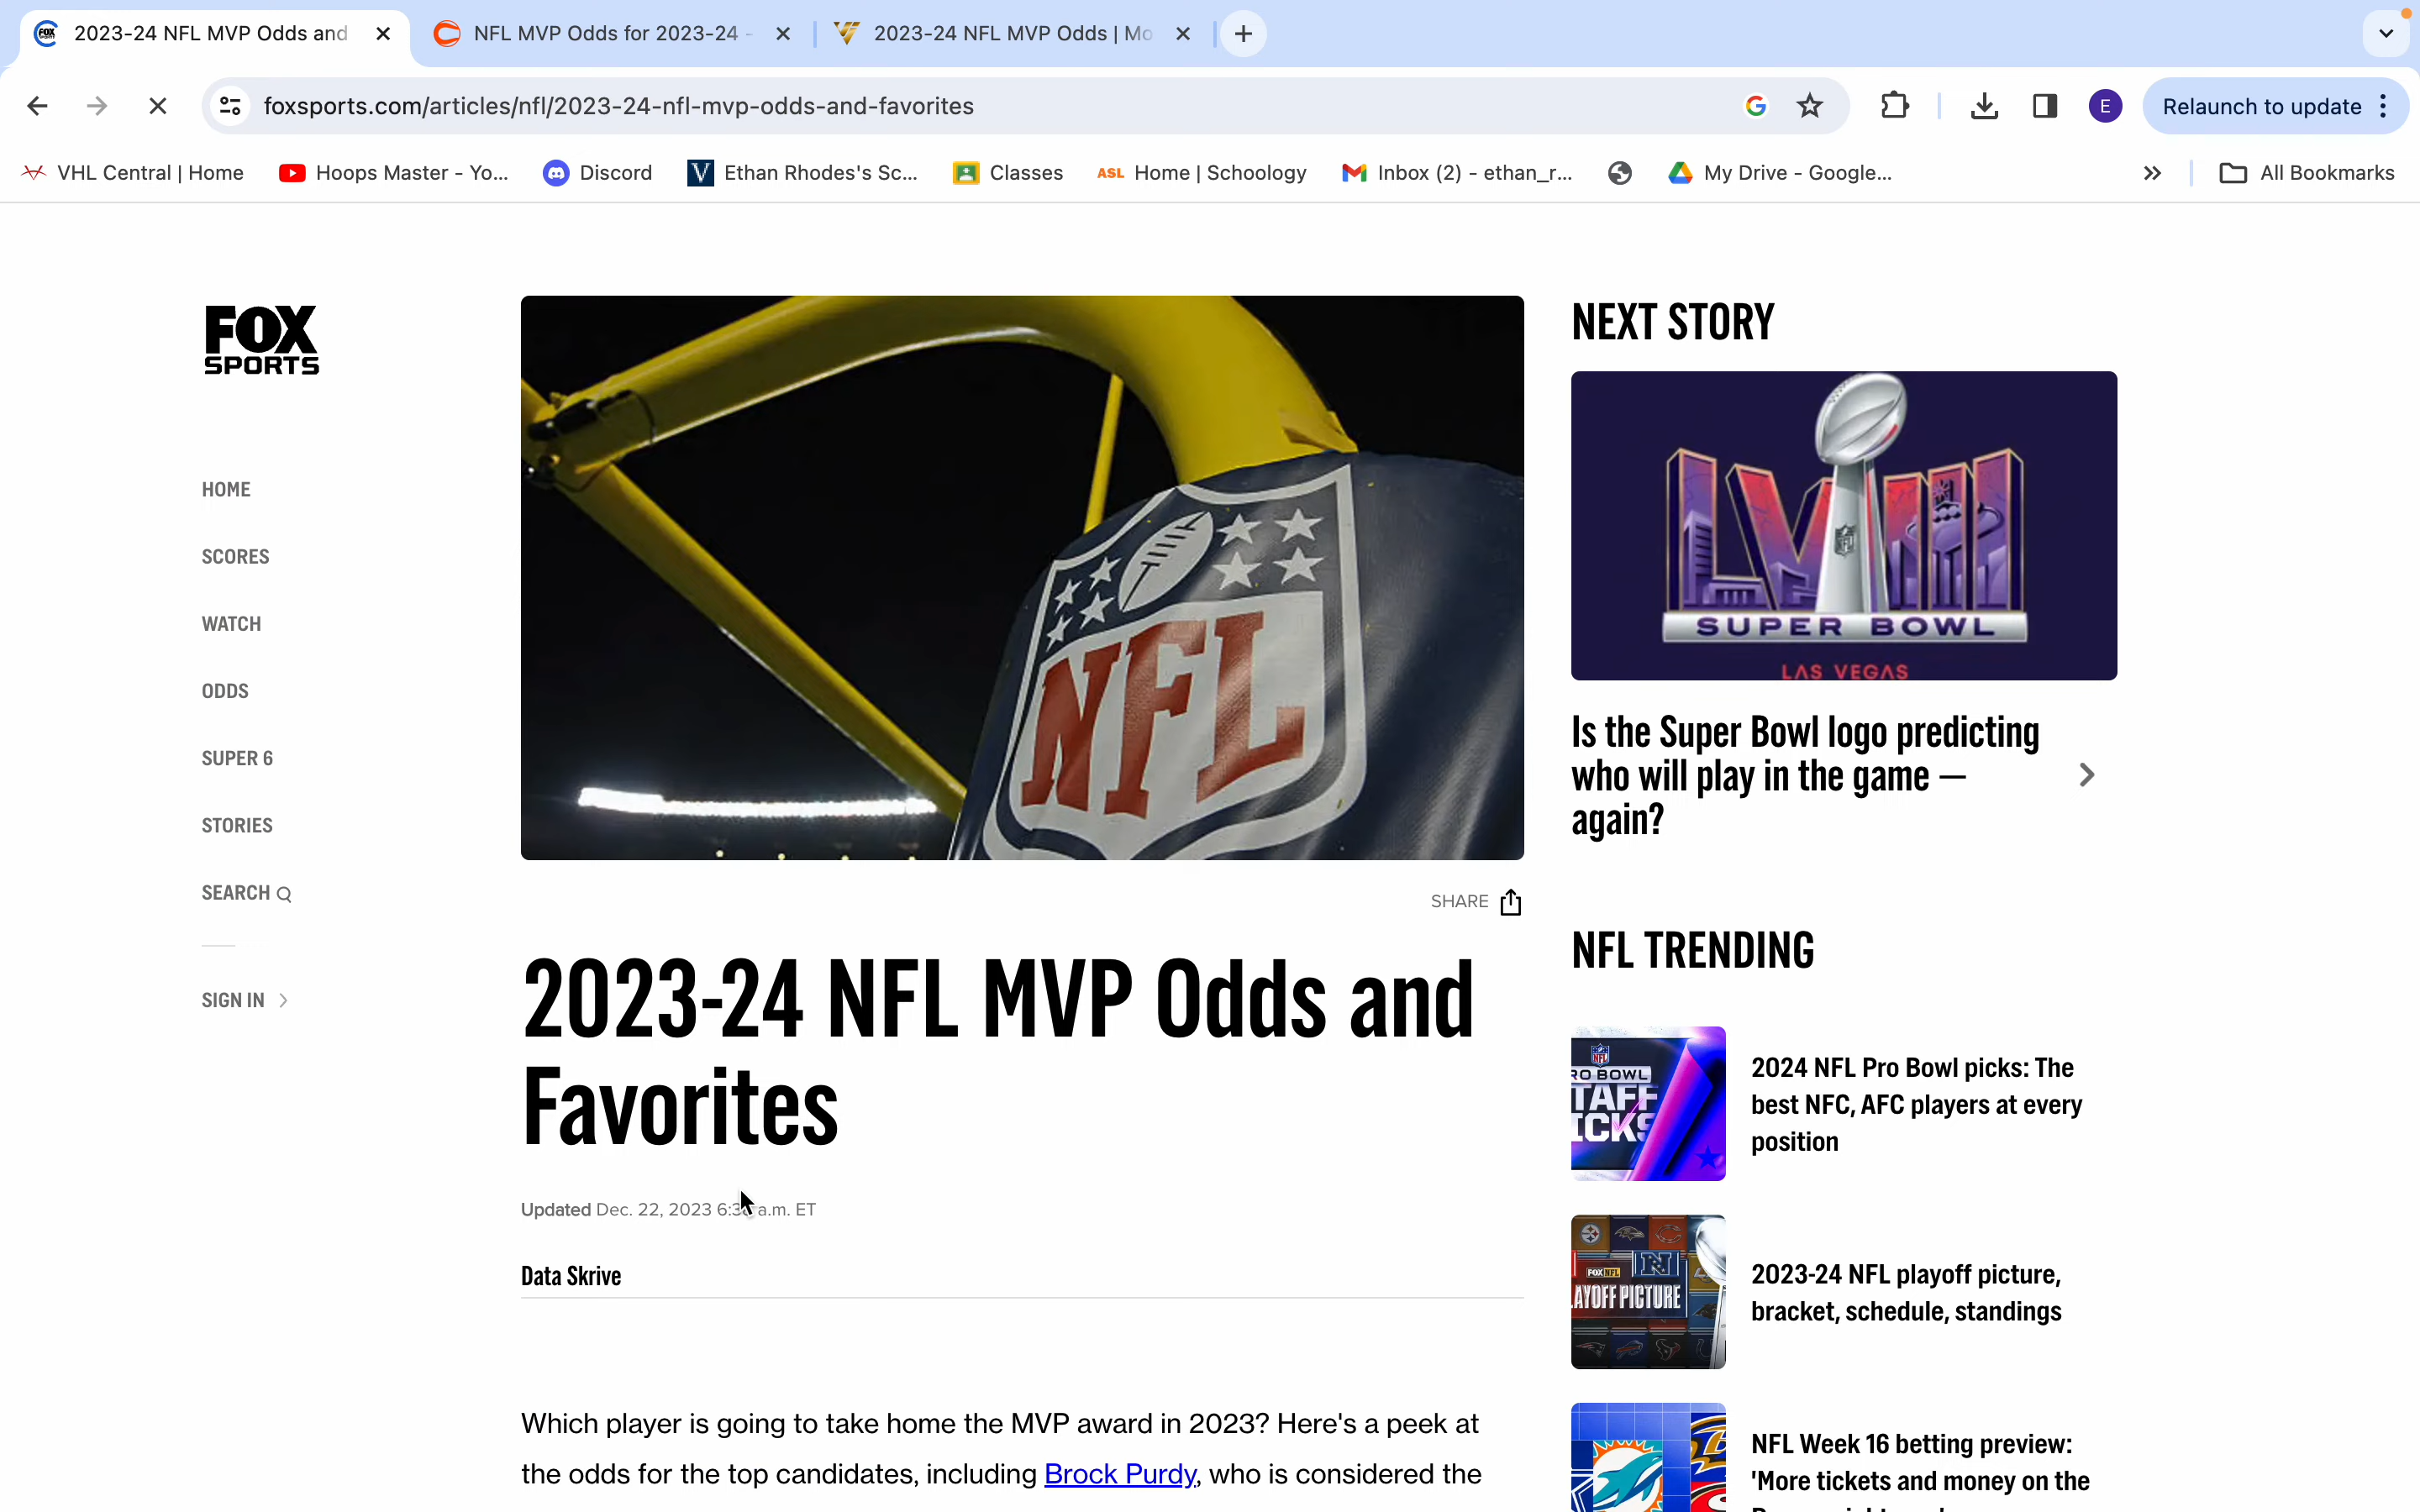 2023-24 NFL MVP Odds and
NFL MVP Odds for 2023-24 -
2023-24 NFL MVP Odds | Mo
foxsports.com/articles/nfl/2023-24-nfl-mvp-odds-and-favorites
E
Relaunch to update
VHL Central | Home
Hoops Master - Yo...
Discord
Ethan Rhodes's Sc...
Classes
ASL Home | Schoology
Inbox (2) - ethan_r...
My Drive - Google...
All Bookmarks
FOX
SPORTS
HOME
SCORES
WATCH
ODDS
SUPER 6
STORIES
SEARCH
SIGN IN
NFL
SHARE
2023-24 NFL MVP Odds and
Favorites
Updated Dec. 22, 2023 a.m. ET
Data Skrive
Which player is going to take home the MVP award in 2023? Here's a peek at
the odds for the top candidates, including Brock Purdy, who is considered the
NEXT STORY
LVIII
SUPER BOWL
LAS VEGAS
Is the Super Bowl logo predicting
who will play in the game —
again?
NFL TRENDING
2024 NFL Pro Bowl picks: The
best NFC, AFC players at every
position
FOX NFL
2023-24 NFL playoff picture,
bracket, schedule, standings
NFL Week 16 betting preview:
'More tickets and money on the